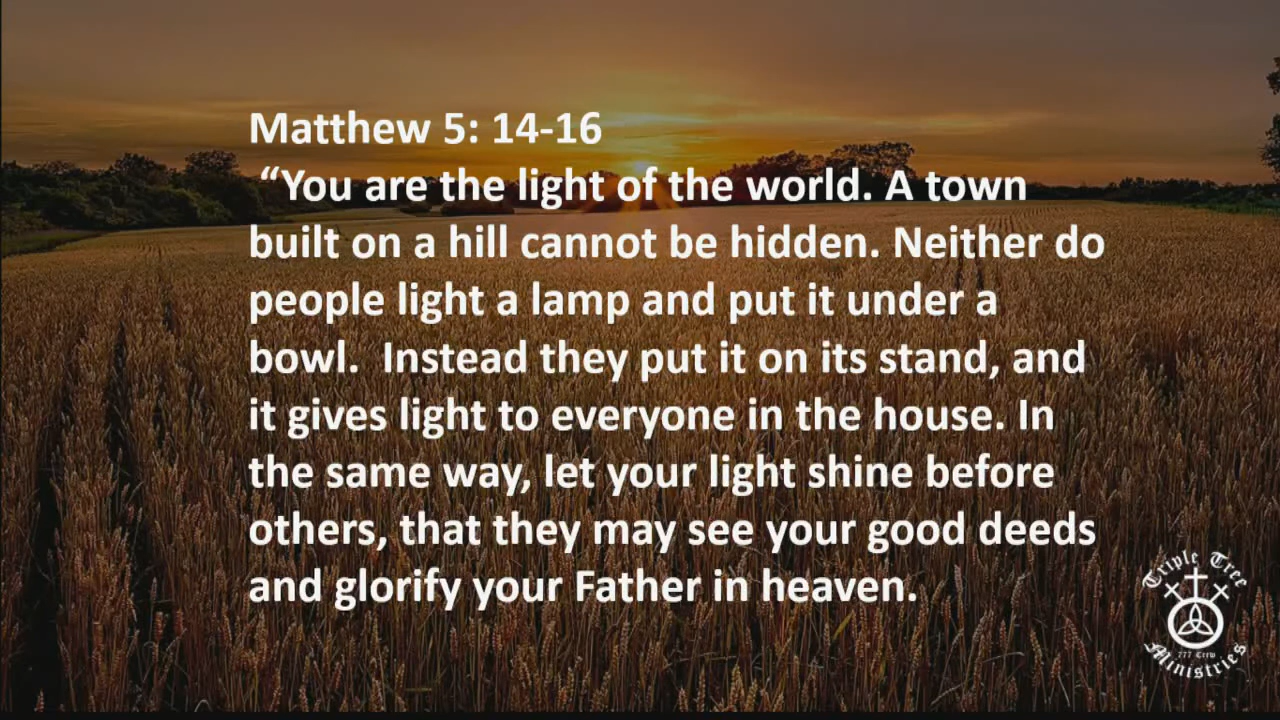 Matthew 5: 14-16
“You are the light of the world. A town
built on a hill cannot be hidden. Neither do
people light a lamp and put it under a
bowl.  Instead they put it on its stand, and
it gives light to everyone in the house. In
the same way, let your light shine before
others, that they may see your good deeds
and glorify your Father in heaven.
Triple Tree
777 Crew
Ministries